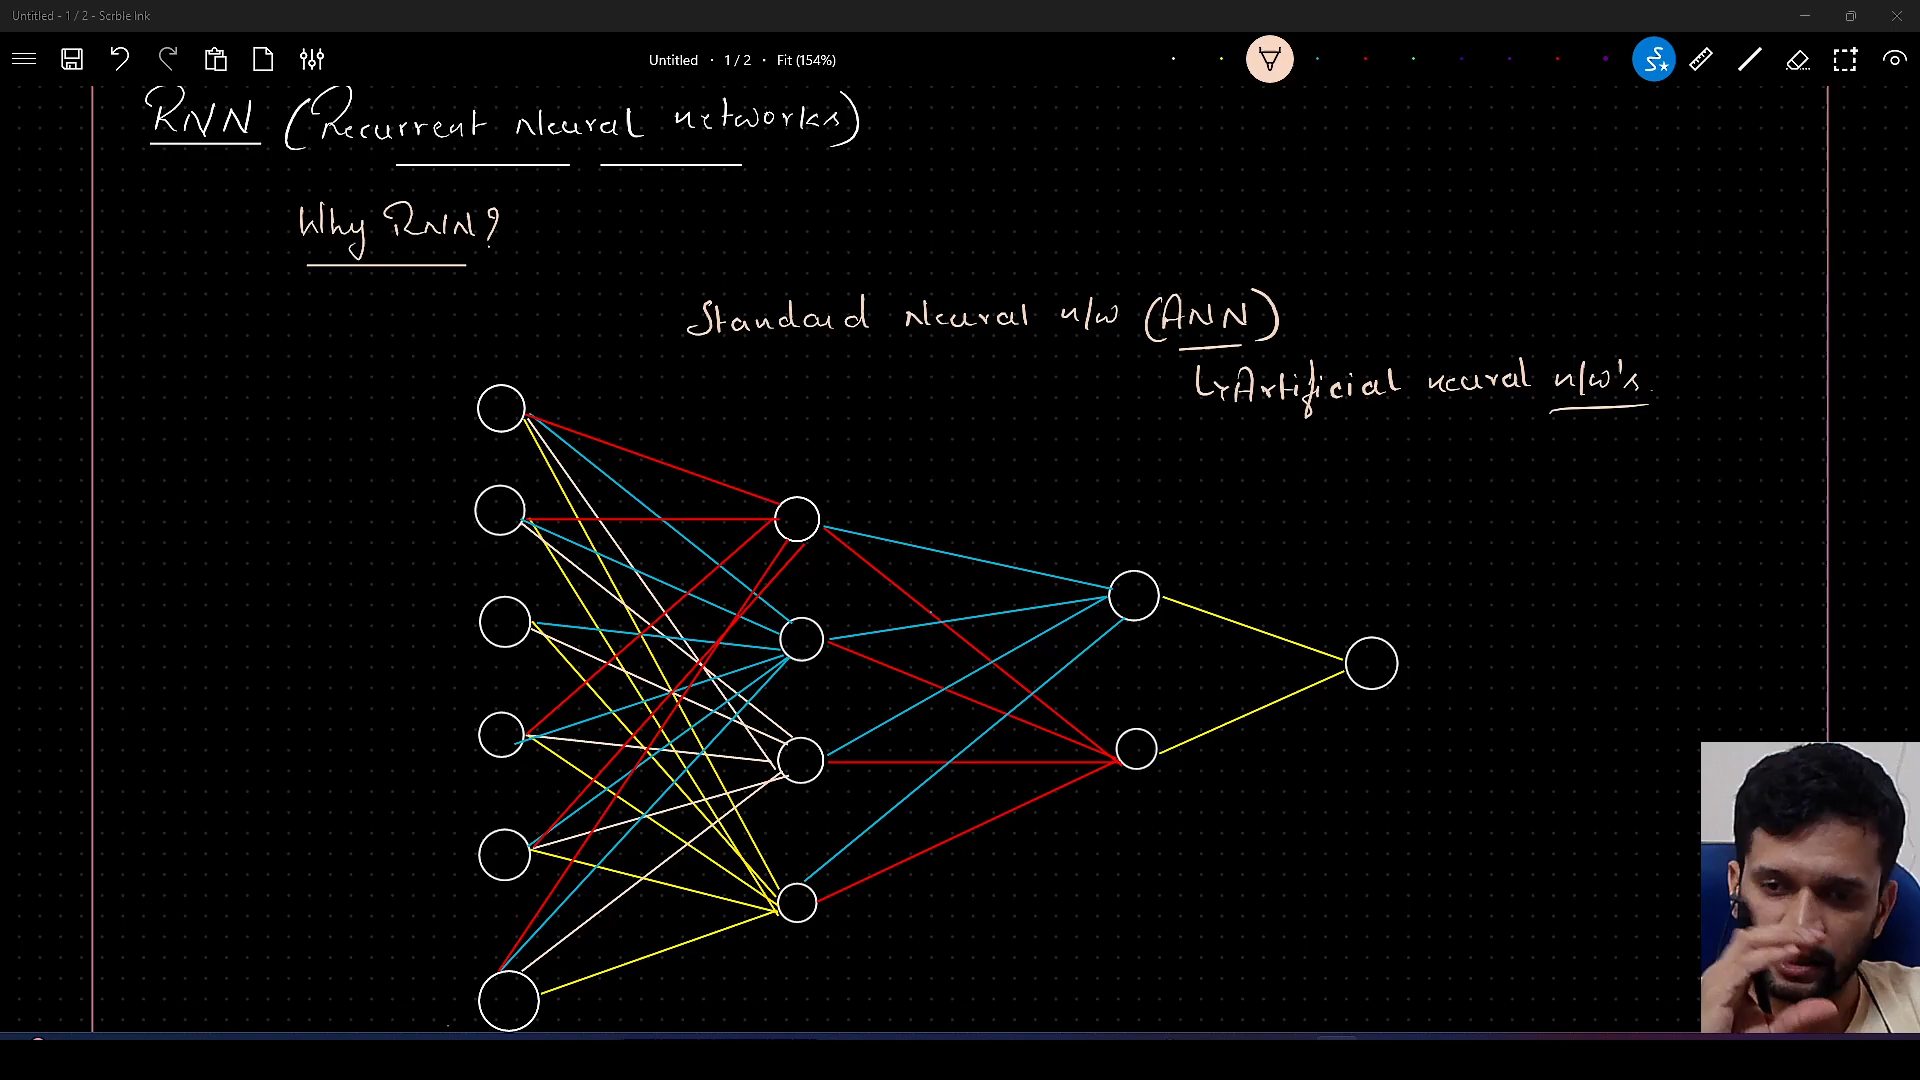 Untitled - 1 / 2 - Scrble Ink
Untitled • 1 / 2 • Fit (154%)
RNN (Recurrent Neural networks)
Why RNN?
Standard Neural n/w (ANN)
↳Artificial neural n/w's.